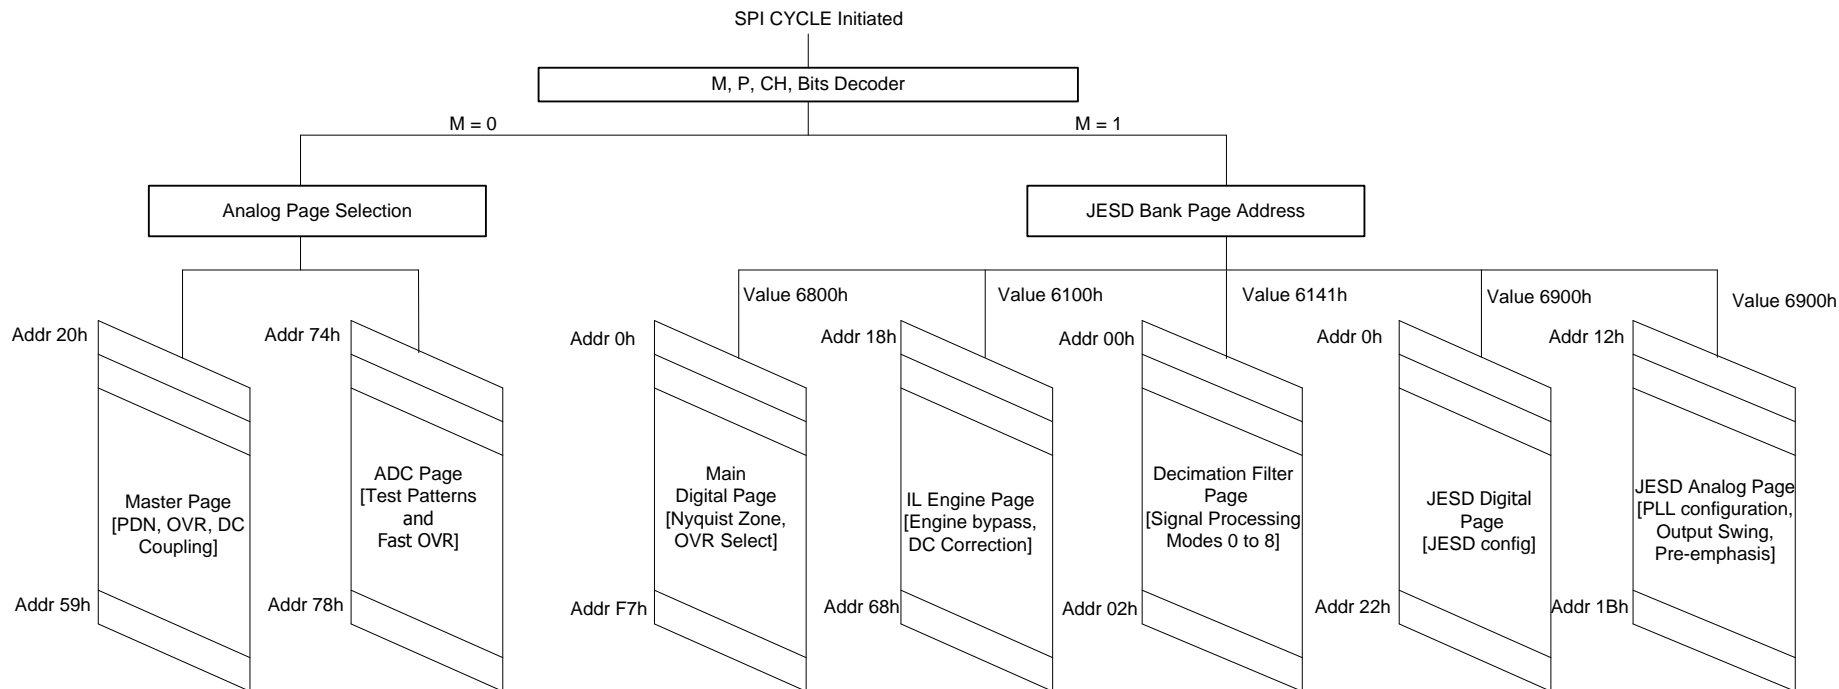 SPI CYCLE Initiated
M, P, CH, Bits Decoder
M = 0
M = 1
Analog Page Selection
JESD Bank Page Address
Value 6800h
Value 6100h
Value 6141h
Value 6900h
Value 6900h
Addr 20h
Addr 74h
Addr 0h
Addr 18h
Addr 00h
Addr 0h
Addr 12h
Master Page
[PDN, OVR, DC
Coupling]
ADC Page
[Test Patterns
and
Fast OVR]
Main
Digital Page
[Nyquist Zone,
OVR Select]
IL Engine Page
[Engine bypass,
DC Correction]
Decimation Filter
Page
[Signal Processing
Modes 0 to 8]
JESD Digital
Page
[JESD config]
JESD Analog Page
[PLL configuration,
Output Swing,
Pre-emphasis]
Addr 59h
Addr 78h
Addr F7h
Addr 68h
Addr 02h
Addr 22h
Addr 1Bh